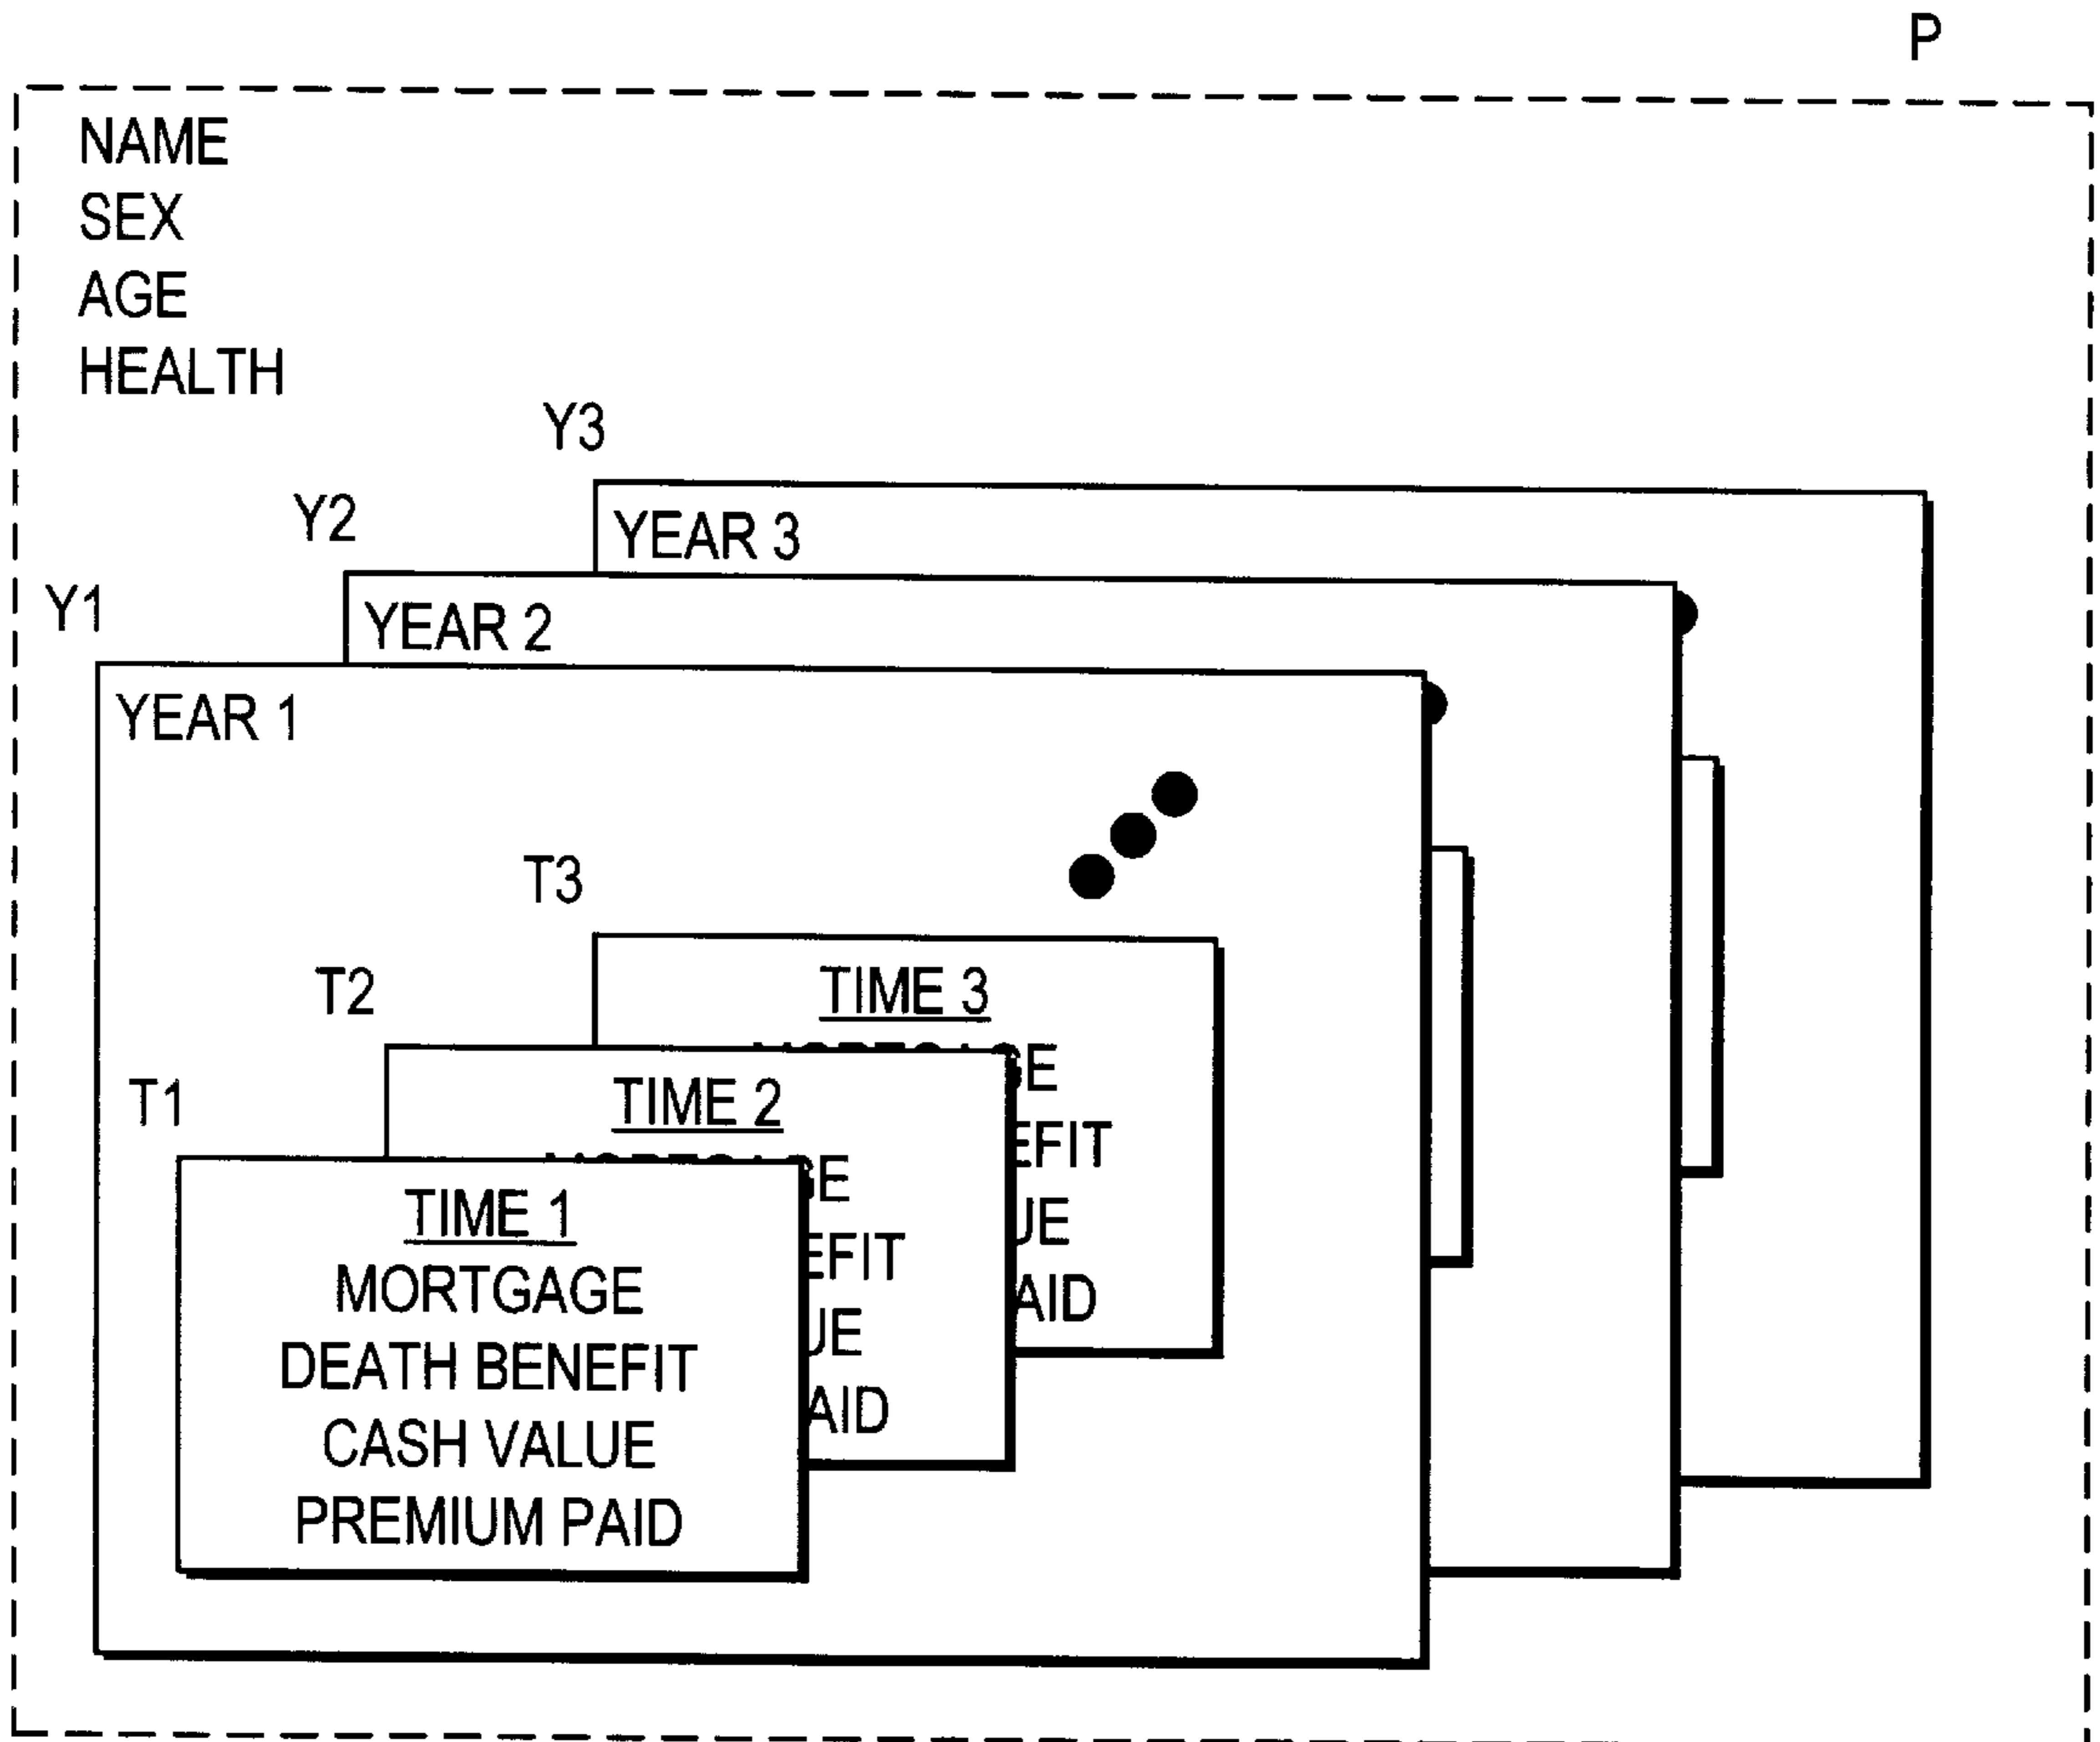 P
NAME
SEX
AGE
HEALTH
Y3
YEAR 3
Y2
YEAR 2
Y1
YEAR 1
T3
TIME 3
T2
TIME 2
T1
TIME 1
MORTGAGE
DEATH BENEFIT
CASH VALUE
PREMIUM PAID